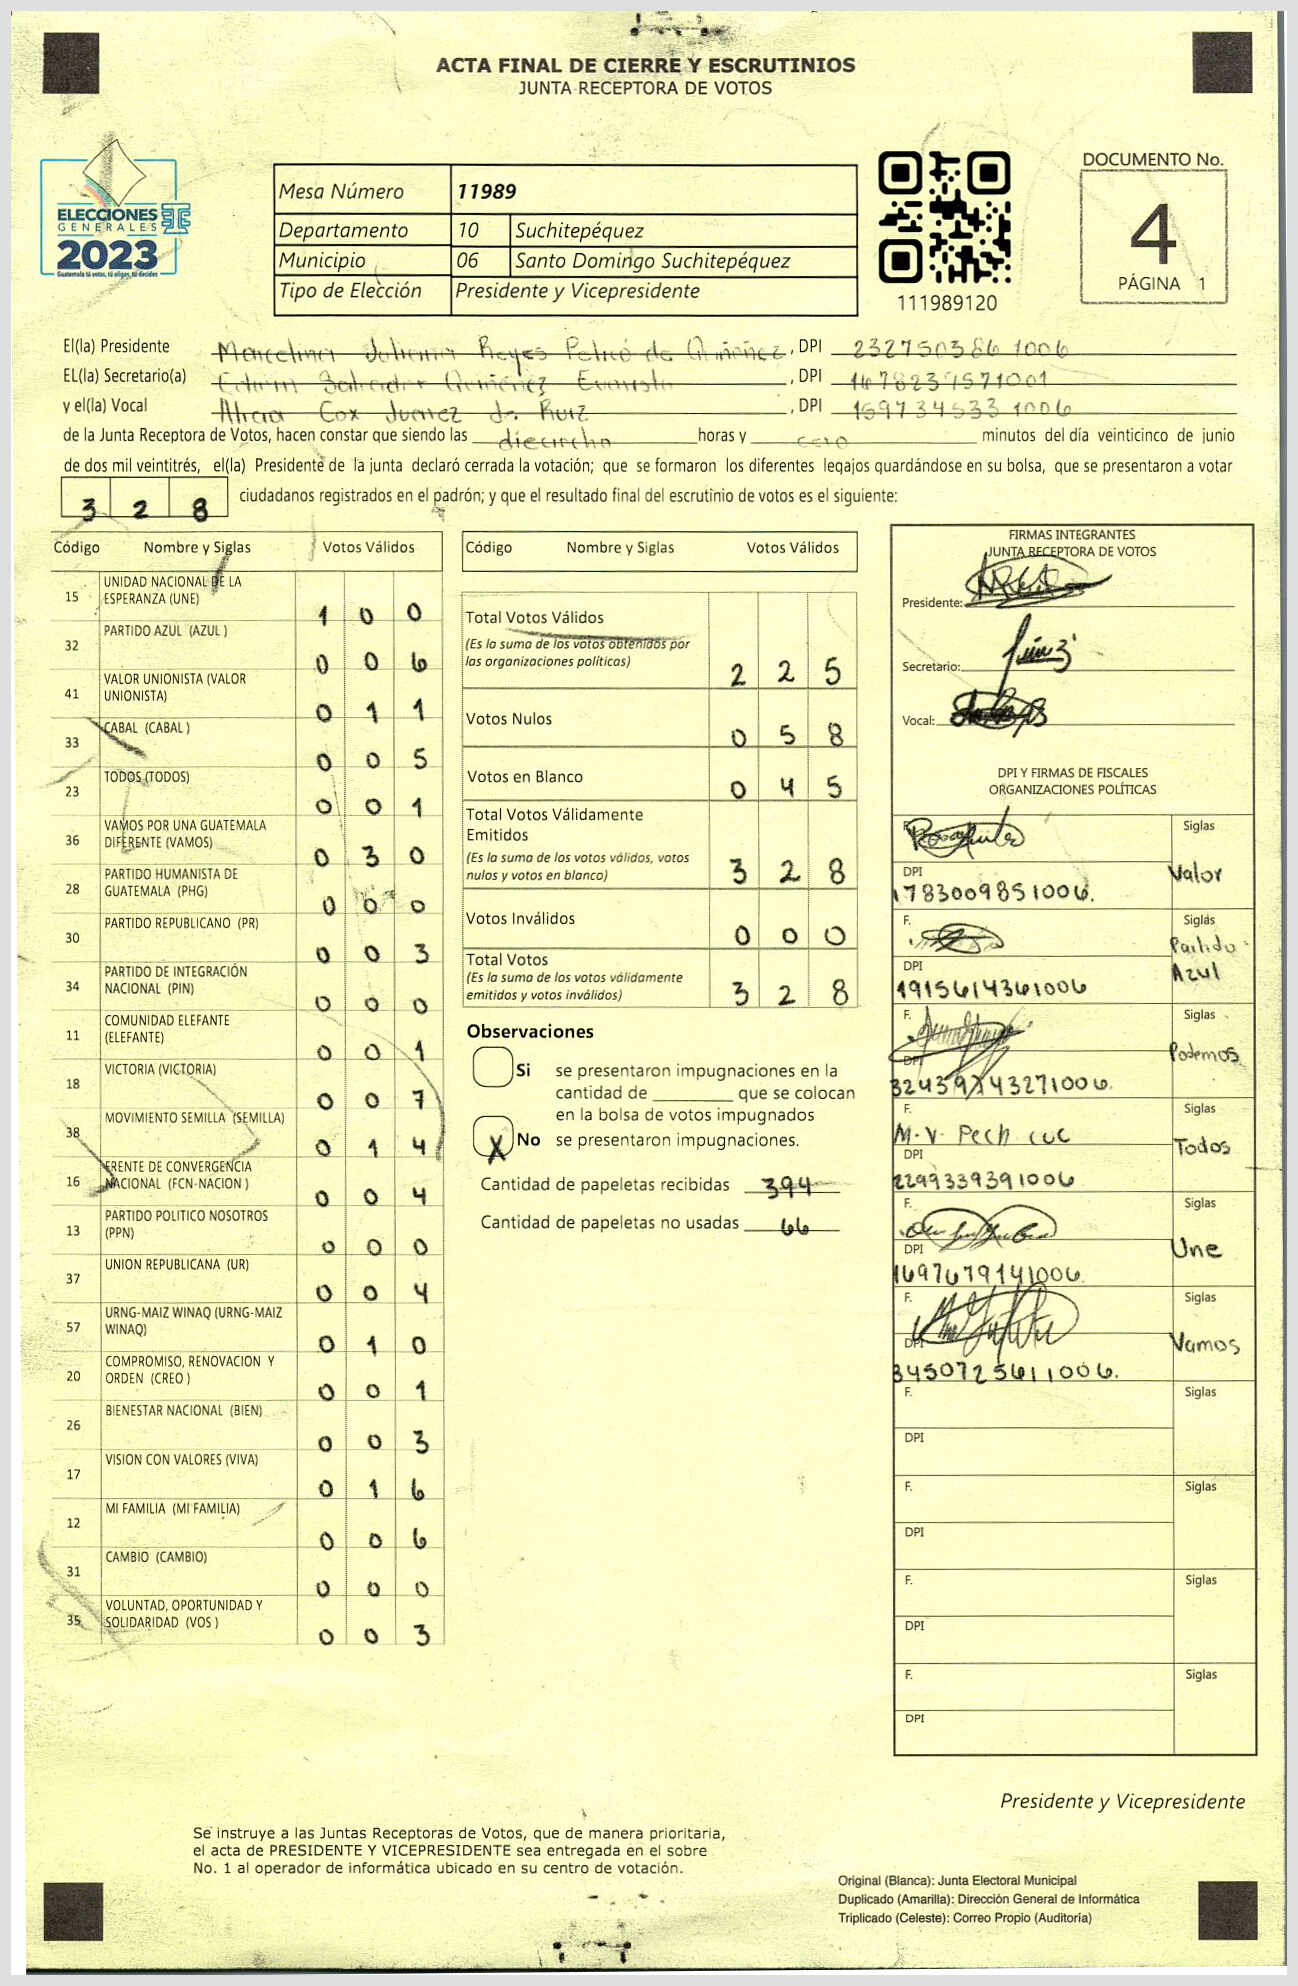 ACTA FINAL DE CIERRE Y ESCRUTINIOS
JUNTA RECEPTORA DE VOTOS
ELECCIONES
GENERALES
2023
Guatemala tú votas, tú eliges, tú decides
Mesa Número 11989
Departamento 10 Suchitepéquez
Municipio 06 Santo Domingo Suchitepéquez
Tipo de Elección Presidente y Vicepresidente
111989120
DOCUMENTO No.
4
PÁGINA 1
El(la) Presidente Marcelina Juliana Reyes Pelicó de Quiñónez, DPI 232750386 1006
EL(la) Secretario(a) Edwin Salvador Evaristo, DPI 1678237571001
y el(la) Vocal Alicia Cox Juarez de Ruiz, DPI 159734533 1006
de la Junta Receptora de Votos, hacen constar que siendo las dieciocho horas y cero minutos del día veinticinco de junio
de dos mil veintitrés, el(la) Presidente de la junta declaró cerrada la votación; que se formaron los diferentes legajos quardándose en su bolsa, que se presentaron a votar
328 ciudadanos registrados en el padrón; y que el resultado final del escrutinio de votos es el siguiente:
Código Nombre y Siglas Votos Válidos
15 UNIDAD NACIONAL DE LA ESPERANZA (UNE) 1 0 0
32 PARTIDO AZUL (AZUL ) 0 0 6
41 VALOR UNIONISTA (VALOR UNIONISTA) 0 1 1
33 CABAL (CABAL ) 0 0 5
23 TODOS (TODOS) 0 0 1
36 VAMOS POR UNA GUATEMALA DIFERENTE (VAMOS) 0 3 0
28 PARTIDO HUMANISTA DE GUATEMALA (PHG) 0 0 0
30 PARTIDO REPUBLICANO (PR) 0 0 3
34 PARTIDO DE INTEGRACIÓN NACIONAL (PIN) 0 0 0
11 COMUNIDAD ELEFANTE (ELEFANTE) 0 0 1
18 VICTORIA (VICTORIA) 0 0 7
38 MOVIMIENTO SEMILLA (SEMILLA) 0 1 4
16 FRENTE DE CONVERGENCIA NACIONAL (FCN-NACION ) 0 0 4
13 PARTIDO POLITICO NOSOTROS (PPN) 0 0 0
37 UNION REPUBLICANA (UR) 0 0 4
57 URNG-MAIZ WINAQ (URNG-MAIZ WINAQ) 0 1 0
20 COMPROMISO, RENOVACION Y ORDEN (CREO ) 0 0 1
26 BIENESTAR NACIONAL (BIEN) 0 0 3
17 VISION CON VALORES (VIVA) 0 1 6
12 MI FAMILIA (MI FAMILIA) 0 0 6
31 CAMBIO (CAMBIO) 0 0 0
35 VOLUNTAD, OPORTUNIDAD Y SOLIDARIDAD (VOS ) 0 0 3
Código Nombre y Siglas Votos Válidos
Total Votos Válidos
(Es la suma de los votos obtenidos por
las organizaciones políticas) 2 2 5
Votos Nulos 0 5 8
Votos en Blanco 0 4 5
Total Votos Válidamente
Emitidos
(Es la suma de los votos válidos, votos
nulos y votos en blanco) 3 2 8
Votos Inválidos 0 0 0
Total Votos
(Es la suma de los votos válidamente
emitidos y votos inválidos) 3 2 8
Observaciones
Si se presentaron impugnaciones en la
cantidad de ________ que se colocan
en la bolsa de votos impugnados
X No se presentaron impugnaciones.
Cantidad de papeletas recibidas 394
Cantidad de papeletas no usadas 66
FIRMAS INTEGRANTES
JUNTA RECEPTORA DE VOTOS
Presidente:
Secretario:
Vocal:
DPI Y FIRMAS DE FISCALES
ORGANIZACIONES POLÍTICAS
F. Siglas
DPI Valor
1783009851006.
F. Siglas
Partido
DPI Azul
1915614361006
F. Siglas
DPI Podemos
F. Siglas
M.V. Pech cuc
DPI Todos
2299339391006
F. Siglas
DPI Une
1697679141006.
F. Siglas
DPI Vamos
3450725611006.
F. Siglas
DPI
F. Siglas
DPI
F. Siglas
DPI
F. Siglas
DPI
Presidente y Vicepresidente
Se instruye a las Juntas Receptoras de Votos, que de manera prioritaria,
el acta de PRESIDENTE Y VICEPRESIDENTE sea entregada en el sobre
No. 1 al operador de informática ubicado en su centro de votación.
Original (Blanca): Junta Electoral Municipal
Duplicado (Amarilla): Dirección General de Informática
Triplicado (Celeste): Correo Propio (Auditoría)